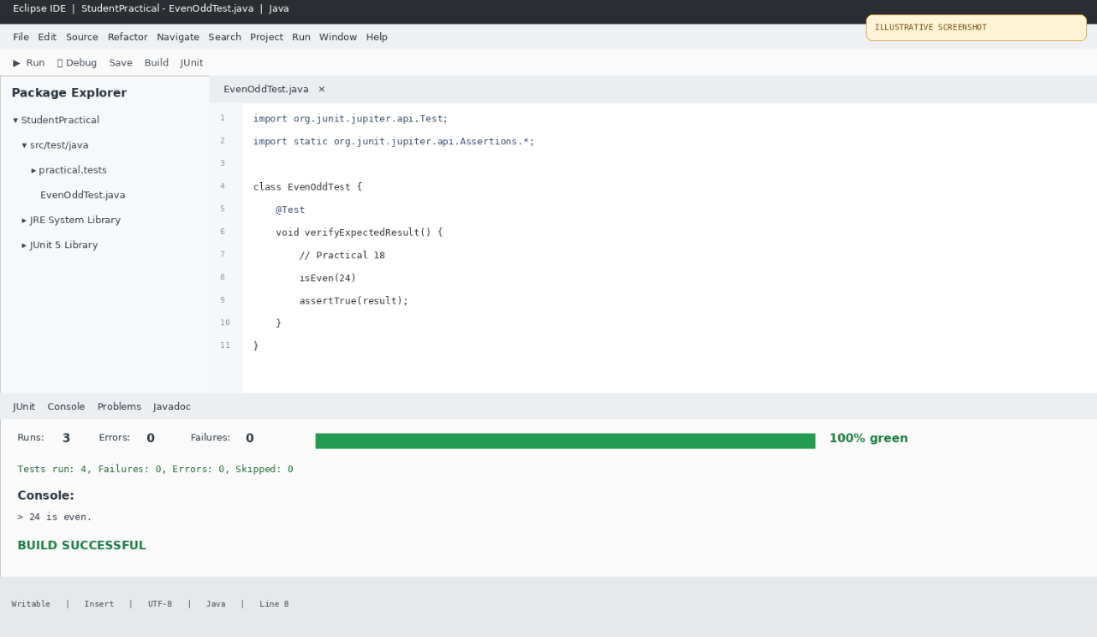 Eclipse IDE | StudentPractical - EvenOddTest.java | Java
ILLUSTRATIVE SCREENSHOT
File Edit Source Refactor Navigate Search Project Run Window Help
▶ Run Debug Save Build JUnit
Package Explorer
▾ StudentPractical
▾ src/test/java
▸ practical.tests
EvenOddTest.java
▸ JRE System Library
▸ JUnit 5 Library
EvenOddTest.java ×
1 import org.junit.jupiter.api.Test;
2 import static org.junit.jupiter.api.Assertions.*;
3
4 class EvenOddTest {
5 @Test
6 void verifyExpectedResult() {
7 // Practical 18
8 isEven(24)
9 assertTrue(result);
10 }
11 }
JUnit Console Problems Javadoc
Runs: 3 Errors: 0 Failures: 0 100% green
Tests run: 4, Failures: 0, Errors: 0, Skipped: 0
Console:
> 24 is even.
BUILD SUCCESSFUL
Writable | Insert | UTF-8 | Java | Line 8